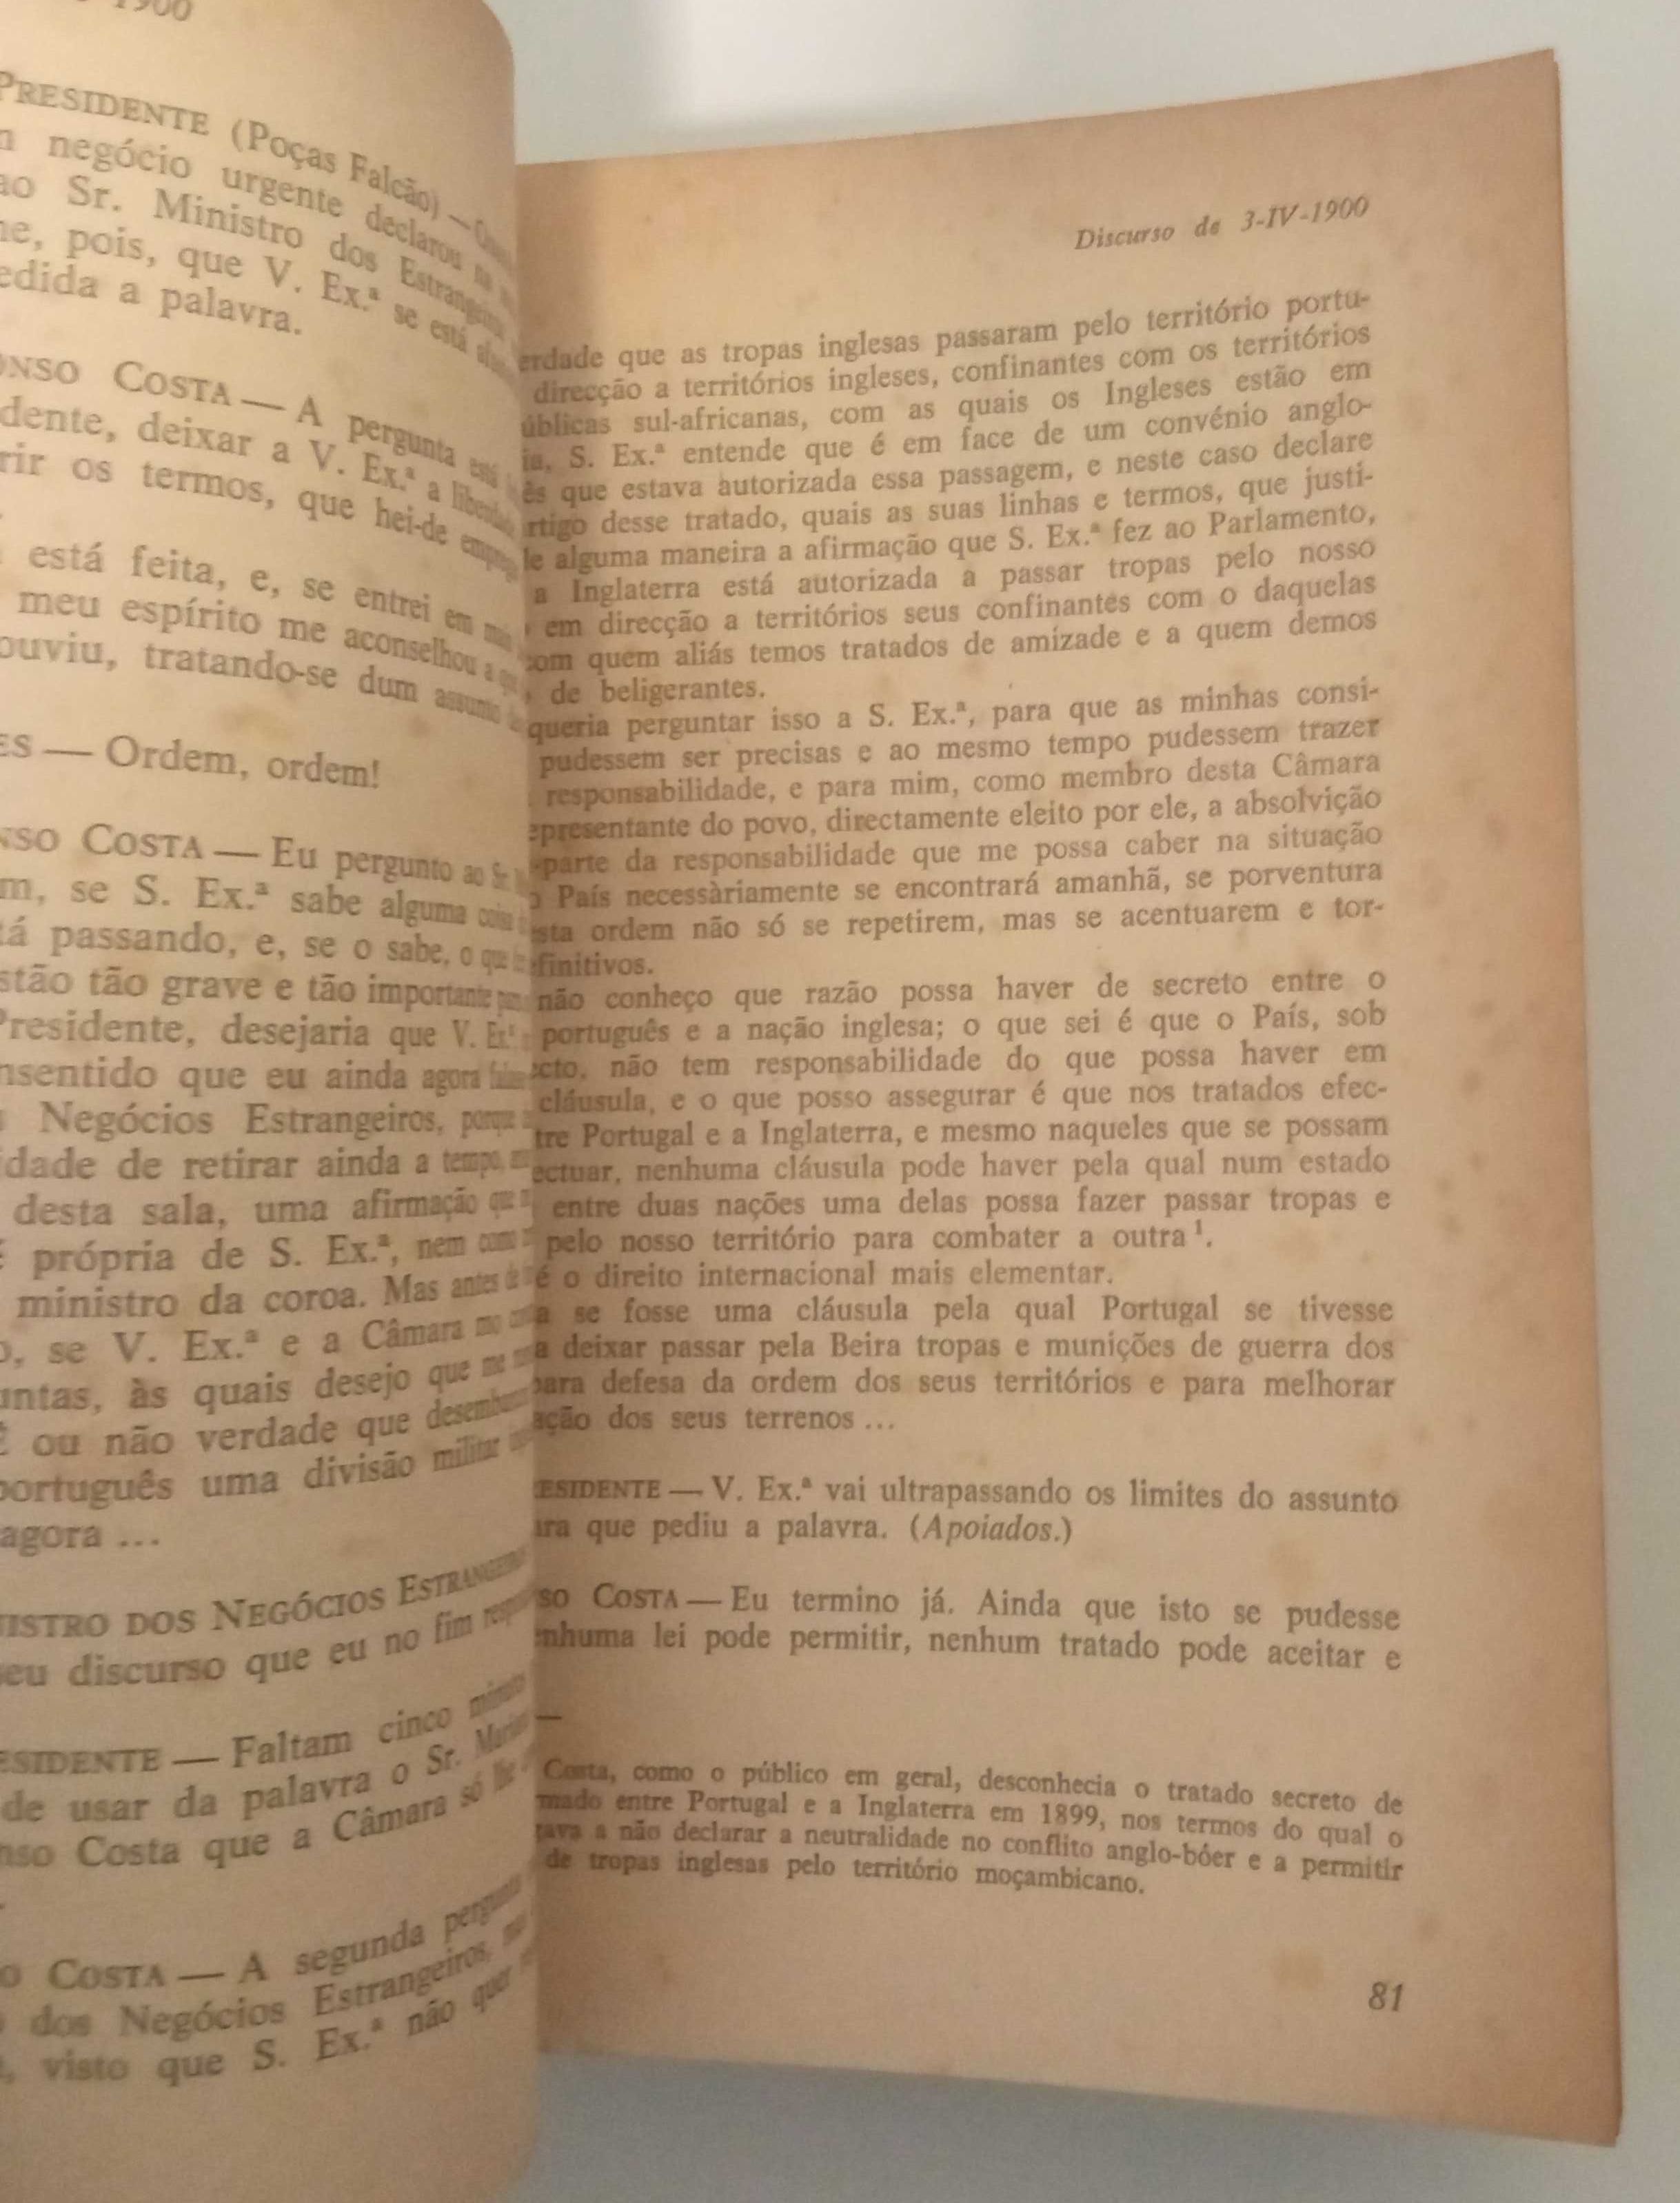 1900
PRESIDENTE (Poças Falcão) —
negócio urgente declarou
ao Sr. Ministro dos
pois, que V. Ex.ª se está
a palavra.
COSTA — A pergunta está
deixar a V. Ex.ª a
os termos, que hei-de
está feita, e, se entrei em
meu espírito me aconselhou a
ouviu, tratando-se dum assunto
— Ordem, ordem!
COSTA — Eu pergunto ao Sr.
se S. Ex.ª sabe alguma coisa
passando, e, se o sabe, o que
tão grave e tão importante
Presidente, desejaria que V. Ex.ª
que eu ainda agora
Negócios Estrangeiros, porque
de retirar ainda a tempo,
desta sala, uma afirmação que
própria de S. Ex.ª, nem como
ministro da coroa. Mas antes
se V. Ex.ª e a Câmara
às quais desejo que me
ou não verdade que
português uma divisão militar
agora ...
DOS NEGÓCIOS
discurso que eu no fim
— Faltam cinco
de usar da palavra o Sr.
Costa que a Câmara só
COSTA — A segunda pergunta
dos Negócios Estrangeiros,
visto que S. Ex.ª não quer
Discurso de 3-IV-1900
erdade que as tropas inglesas passaram pelo território portu-
direcção a territórios ingleses, confinantes com os territórios
úblicas sul-africanas, com as quais os Ingleses estão em
S. Ex.ª entende que é em face de um convénio anglo-
ês que estava autorizada essa passagem, e neste caso declare
rtigo desse tratado, quais as suas linhas e termos, que justi-
e alguma maneira a afirmação que S. Ex.ª fez ao Parlamento,
a Inglaterra está autorizada a passar tropas pelo nosso
em direcção a territórios seus confinantes com o daquelas
com quem aliás temos tratados de amizade e a quem demos
de beligerantes.
queria perguntar isso a S. Ex.ª, para que as minhas consi-
pudessem ser precisas e ao mesmo tempo pudessem trazer
responsabilidade, e para mim, como membro desta Câmara
epresentante do povo, directamente eleito por ele, a absolvição
parte da responsabilidade que me possa caber na situação
o País necessàriamente se encontrará amanhã, se porventura
esta ordem não só se repetirem, mas se acentuarem e tor-
efinitivos.
não conheço que razão possa haver de secreto entre o
português e a nação inglesa; o que sei é que o País, sob
ecto, não tem responsabilidade do que possa haver em
cláusula, e o que posso assegurar é que nos tratados efec-
tre Portugal e a Inglaterra, e mesmo naqueles que se possam
ectuar, nenhuma cláusula pode haver pela qual num estado
entre duas nações uma delas possa fazer passar tropas e
pelo nosso território para combater a outra ¹.
é o direito internacional mais elementar.
a se fosse uma cláusula pela qual Portugal se tivesse
a deixar passar pela Beira tropas e munições de guerra dos
para defesa da ordem dos seus territórios e para melhorar
ação dos seus terrenos ...
ESIDENTE — V. Ex.ª vai ultrapassando os limites do assunto
ara que pediu a palavra. (Apoiados.)
SO COSTA — Eu termino já. Ainda que isto se pudesse
enhuma lei pode permitir, nenhum tratado pode aceitar e
Costa, como o público em geral, desconhecia o tratado secreto de
mado entre Portugal e a Inglaterra em 1899, nos termos do qual o
gava a não declarar a neutralidade no conflito anglo-bóer e a permitir
de tropas inglesas pelo território moçambicano.
81